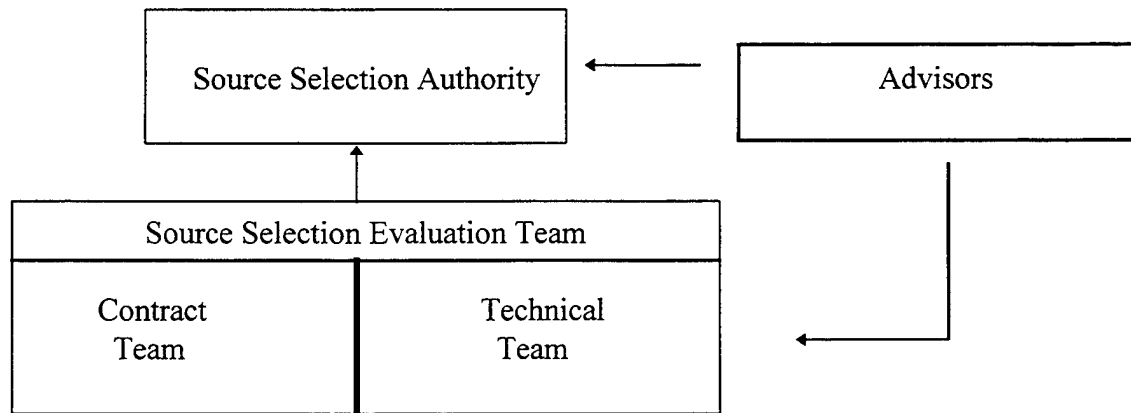 Source Selection Authority
Advisors
Source Selection Evaluation Team
Contract
Team
Technical
Team